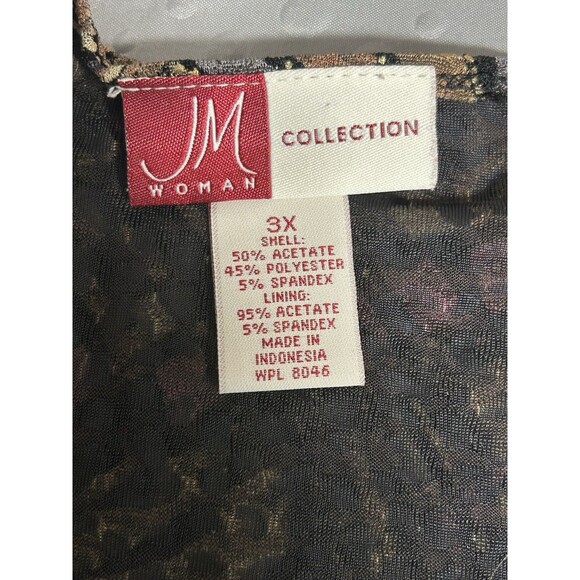 JM
WOMAN
COLLECTION
3X
SHELL:
50% ACETATE
45% POLYESTER
5% SPANDEX
LINING:
95% ACETATE
5% SPANDEX
MADE IN
INDONESIA
WPL 8046